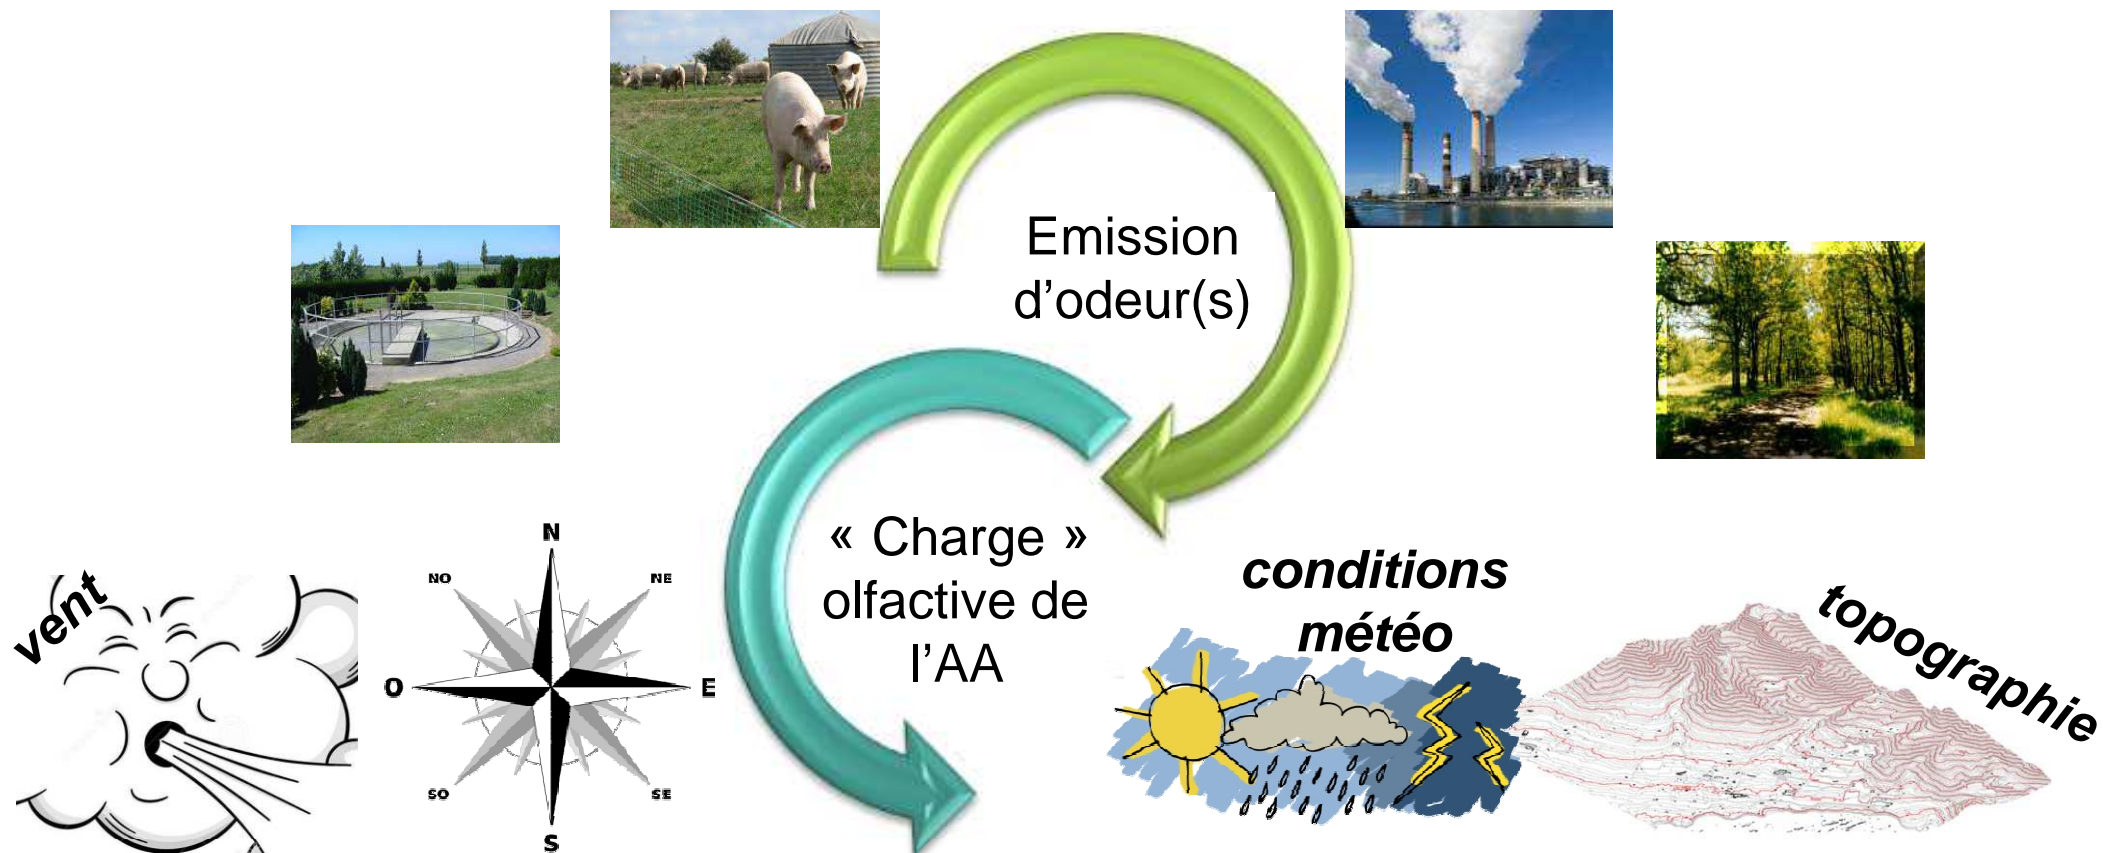 Emission
d’odeur(s)
« Charge »
olfactive de
l’AA
vent
N
NO
NE
O
E
SO
SE
S
conditions
météo
topographie